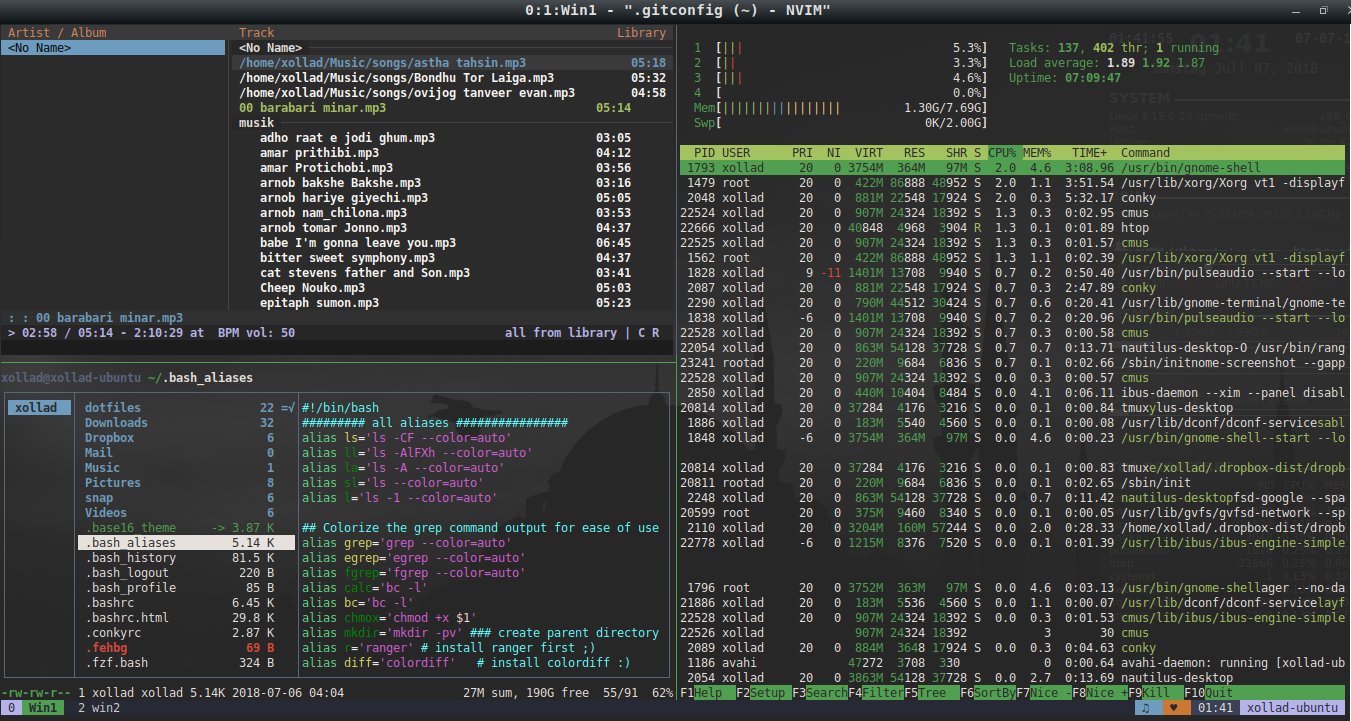 0:1:Win1 - ".gitconfig (~) - NVIM"
Artist / Album
<No Name>
Track Library
<No Name>
/home/xollad/Music/songs/astha tahsin.mp3 05:18
/home/xollad/Music/songs/Bondhu Tor Laiga.mp3 05:32
/home/xollad/Music/songs/ovijog tanveer evan.mp3 04:58
00 barabari minar.mp3 05:14
musik
adho raat e jodi ghum.mp3 03:05
amar prithibi.mp3 04:12
amar Protichobi.mp3 03:56
arnob bakshe Bakshe.mp3 03:16
arnob hariye giyechi.mp3 05:05
arnob nam_chilona.mp3 03:53
arnob tomar Jonno.mp3 04:37
babe I'm gonna leave you.mp3 06:45
bitter sweet symphony.mp3 04:37
cat stevens father and Son.mp3 03:41
Cheep Nouko.mp3 05:03
epitaph sumon.mp3 05:23
: : 00 barabari minar.mp3
> 02:58 / 05:14 - 2:10:29 at  BPM vol: 50 all from library | C R
xollad@xollad-ubuntu ~/.bash_aliases
xollad
dotfiles 22 =√
Downloads 32
Dropbox 6
Mail 0
Music 1
Pictures 8
snap 6
Videos 6
.base16_theme -> 3.87 K
.bash_aliases 5.14 K
.bash_history 81.5 K
.bash_logout 220 B
.bash_profile 85 B
.bashrc 6.45 K
.bashrc.html 29.8 K
.conkyrc 2.87 K
.fehbg 69 B
.fzf.bash 324 B
#!/bin/bash
######### all aliases ################
alias ls='ls -CF --color=auto'
alias ll='ls -AlFXh --color=auto'
alias la='ls -A --color=auto'
alias sl='ls --color=auto'
alias l='ls -1 --color=auto'
## Colorize the grep command output for ease of use
alias grep='grep --color=auto'
alias egrep='egrep --color=auto'
alias fgrep='fgrep --color=auto'
alias calc='bc -l'
alias bc='bc -l'
alias chmox='chmod +x $1'
alias mkdir='mkdir -pv' ### create parent directory
alias r='ranger' # install ranger first ;)
alias diff='colordiff'   # install colordiff :)
-rw-rw-r-- 1 xollad xollad 5.14K 2018-07-06 04:04 27M sum, 190G free  55/91  62%
1 [||| 5.3%]
2 [|| 3.3%]
3 [||| 4.6%]
4 [ 0.0%]
Mem[||||||||||||||||| 1.30G/7.69G]
Swp[ 0K/2.00G]
Tasks: 137, 402 thr; 1 running
Load average: 1.89 1.92 1.87
Uptime: 07:09:47
PID USER PRI NI VIRT RES SHR S CPU% MEM% TIME+ Command
1793 xollad 20 0 3754M 364M 97M S 2.0 4.6 3:08.96 /usr/bin/gnome-shell
1479 root 20 0 422M 86888 48952 S 2.0 1.1 3:51.54 /usr/lib/xorg/Xorg vt1 -displayf
2048 xollad 20 0 881M 22548 17924 S 2.0 0.3 5:32.17 conky
22524 xollad 20 0 907M 24324 18392 S 1.3 0.3 0:02.95 cmus
22666 xollad 20 0 40848 4968 3904 R 1.3 0.1 0:01.89 htop
22525 xollad 20 0 907M 24324 18392 S 1.3 0.3 0:01.57 cmus
1562 root 20 0 422M 86888 48952 S 1.3 1.1 0:02.39 /usr/lib/xorg/Xorg vt1 -displayf
1828 xollad 9 -11 1401M 13708 9940 S 0.7 0.2 0:50.40 /usr/bin/pulseaudio --start --lo
2087 xollad 20 0 881M 22548 17924 S 0.7 0.3 2:47.89 conky
2290 xollad 20 0 790M 44512 30424 S 0.7 0.6 0:20.41 /usr/lib/gnome-terminal/gnome-te
1838 xollad -6 0 1401M 13708 9940 S 0.7 0.2 0:20.96 /usr/bin/pulseaudio --start --lo
22528 xollad 20 0 907M 24324 18392 S 0.7 0.3 0:00.58 cmus
22054 xollad 20 0 863M 54128 37728 S 0.7 0.7 0:13.71 nautilus-desktop-O /usr/bin/rang
23241 rootad 20 0 220M 9684 6836 S 0.7 0.1 0:02.66 /sbin/initnome-screenshot --gapp
22528 xollad 20 0 907M 24324 18392 S 0.0 0.3 0:00.57 cmus
2850 xollad 20 0 440M 10404 8484 S 0.0 4.1 0:06.11 ibus-daemon --xim --panel disabl
20814 xollad 20 0 37284 4176 3216 S 0.0 0.1 0:00.84 tmuxylus-desktop
1886 xollad 20 0 183M 5540 4560 S 0.0 0.1 0:00.08 /usr/lib/dconf/dconf-servicesabl
1848 xollad -6 0 3754M 364M 97M S 0.0 4.6 0:00.23 /usr/bin/gnome-shell--start --lo
20814 xollad 20 0 37284 4176 3216 S 0.0 0.1 0:00.83 tmuxe/xollad/.dropbox-dist/dropb
20811 rootad 20 0 220M 9684 6836 S 0.0 0.1 0:02.65 /sbin/init
2248 xollad 20 0 863M 54128 37728 S 0.0 0.7 0:11.42 nautilus-desktopfsd-google --spa
20599 root 20 0 375M 9460 8340 S 0.0 0.1 0:00.05 /usr/lib/gvfs/gvfsd-network --sp
2110 xollad 20 0 3204M 160M 57244 S 0.0 2.0 0:28.33 /home/xollad/.dropbox-dist/dropb
22778 xollad -6 0 1215M 8376 7520 S 0.0 0.1 0:01.39 /usr/lib/ibus/ibus-engine-simple
1796 root 20 0 3752M 363M 97M S 0.0 4.6 0:03.13 /usr/bin/gnome-shellager --no-da
21886 xollad 20 0 183M 5536 4560 S 0.0 1.1 0:00.07 /usr/lib/dconf/dconf-servicelayf
22528 xollad 20 0 907M 24324 18392 S 0.0 0.3 0:01.53 cmus/ibus/ibus-engine-simple
22526 xollad 907M 24324 18392 3 30 cmus
2089 xollad 20 0 3648 17924 S 0.0 0.3 0:04.63 conky
1186 avahi 47272 3708 330 0 0:00.64 avahi-daemon: running [xollad-ub
2054 xollad 20 0 3863M 54128 37728 S 0.0 0.7 0:13.69 nautilus-desktop
F1Help F2Setup F3SearchF4FilterF5Tree F6SortByF7Nice -F8Nice +F9Kill F10Quit
0 Win1 2 win2 ♫ ♥ 01:41 xollad-ubuntu